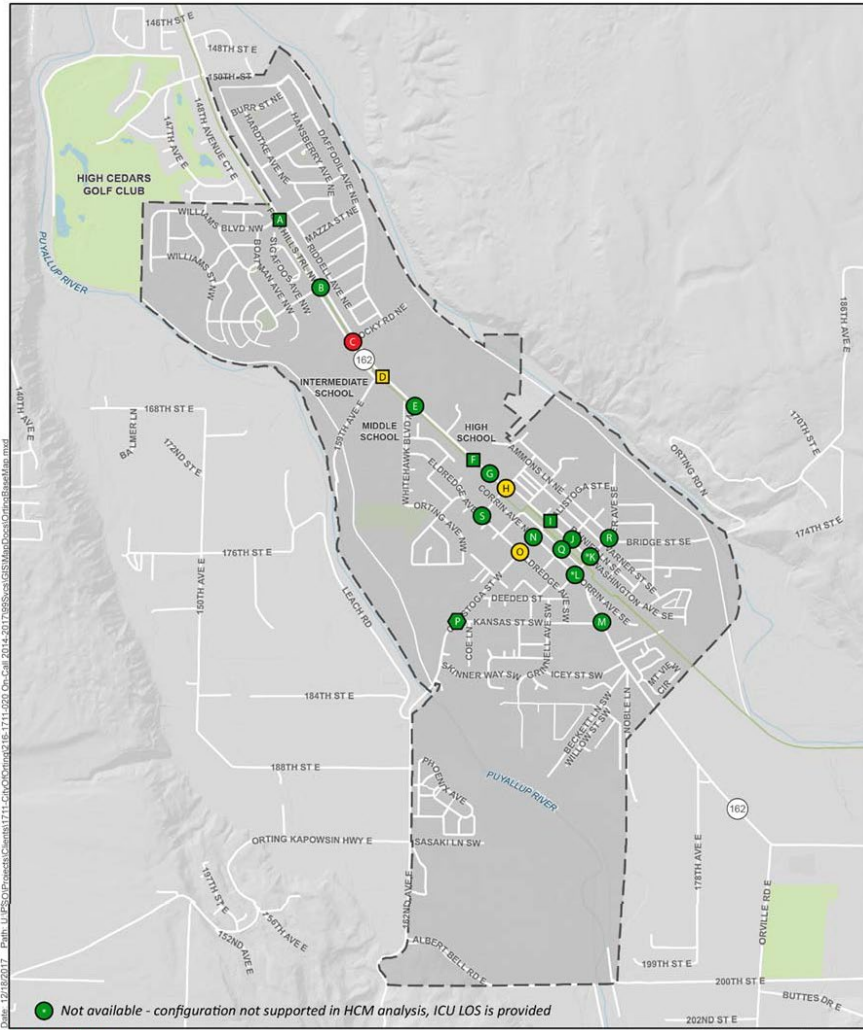 146TH ST E
148TH ST E
150TH ST
BURR ST NE
HARDTKE AVE NE
HANSBERRY AVE NE
DAFFODIL AVE NE
147TH AVE E
148TH AVENUE CT E
HIGH CEDARS
GOLF CLUB
MAZZA ST NE
RIDDELL AVE NE
A
WILLIAMS BLVD NW
WILLIAMS ST NW
BOATMAN AVE NW
PUYALLUP RIVER
B
C
162
D
INTERMEDIATE
SCHOOL
E
MIDDLE
SCHOOL
HIGH
SCHOOL
159TH AVE E
WHITEHAWK BLVD
F
G
H
AMMONS LN NE
186TH AVE E
170TH ST E
ORTING RD N
174TH ST E
140TH AVE E
168TH ST E
BALMER LN
172ND ST E
176TH ST E
150TH AVE E
LEACH RD
ORTING AVE NW
S
I
N
J
R
BRIDGE ST SE
O
Q
*K
*L
WASHINGTON AVE SE
DEEDED ST
P
KANSAS ST SW
M
COE LN
GRINNELL AVE SW
SKINNER WAY SW
ICEY ST SW
MT VIEW
CIR
BECKETT LN SW
WILLOW ST SW
NOBLE LN
184TH ST E
188TH ST E
PHOENIX AVE
PUYALLUP RIVER
162
ORTING KAPOWSIN HWY E
SASAKI LN SW
162ND AVE E
178TH AVE E
ORVILLE RD E
197TH ST E
156TH AVE E
152ND AVE E
ALBERT BELL RD E
199TH ST E
200TH ST E
BUTTES DR E
202ND ST E
* Not available - configuration not supported in HCM analysis, ICU LOS is provided